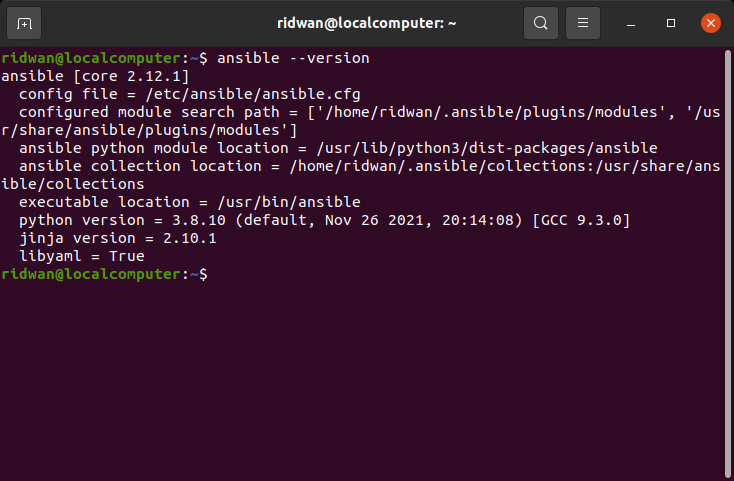 ridwan@localcomputer: ~
ridwan@localcomputer:~$ ansible --version
ansible [core 2.12.1]
  config file = /etc/ansible/ansible.cfg
  configured module search path = ['/home/ridwan/.ansible/plugins/modules', '/us
r/share/ansible/plugins/modules']
  ansible python module location = /usr/lib/python3/dist-packages/ansible
  ansible collection location = /home/ridwan/.ansible/collections:/usr/share/ans
ible/collections
  executable location = /usr/bin/ansible
  python version = 3.8.10 (default, Nov 26 2021, 20:14:08) [GCC 9.3.0]
  jinja version = 2.10.1
  libyaml = True
ridwan@localcomputer:~$